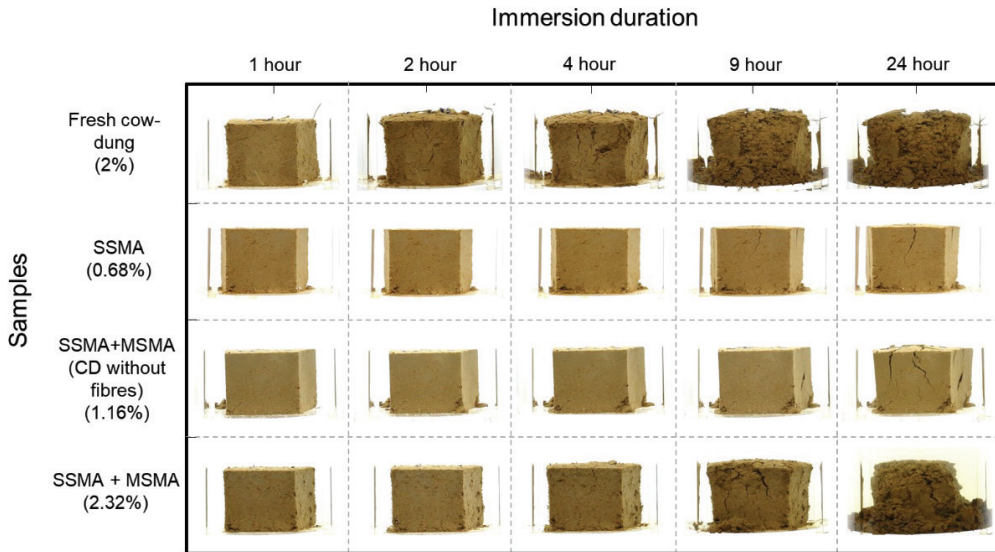 Immersion duration
1 hour
2 hour
4 hour
9 hour
24 hour
Samples
Fresh cow-
dung
(2%)
SSMA
(0.68%)
SSMA+MSMA
(CD without
fibres)
(1.16%)
SSMA + MSMA
(2.32%)